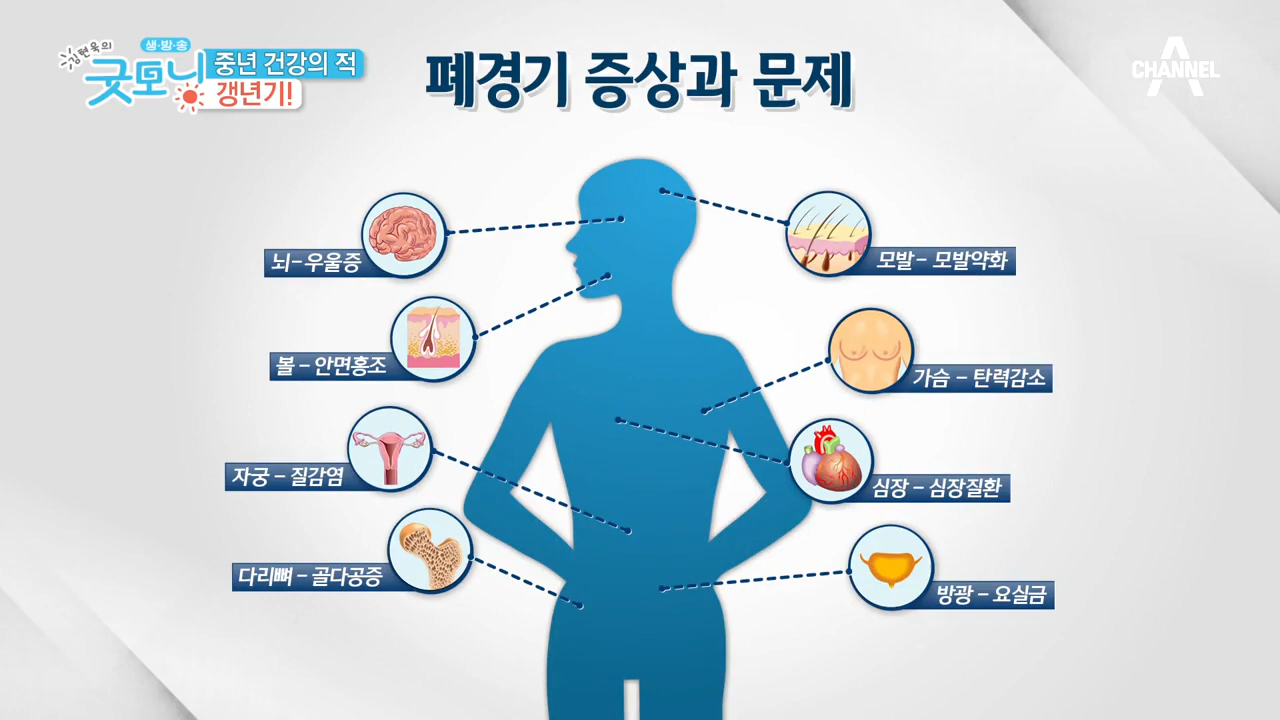 김현욱의
생·방·송
굿모닝
중년 건강의 적
갱년기!
폐경기 증상과 문제
CHANNEL A
뇌-우울증
모발 - 모발약화
볼 - 안면홍조
가슴 - 탄력감소
자궁 - 질감염
심장 - 심장질환
다리뼈 - 골다공증
방광 - 요실금